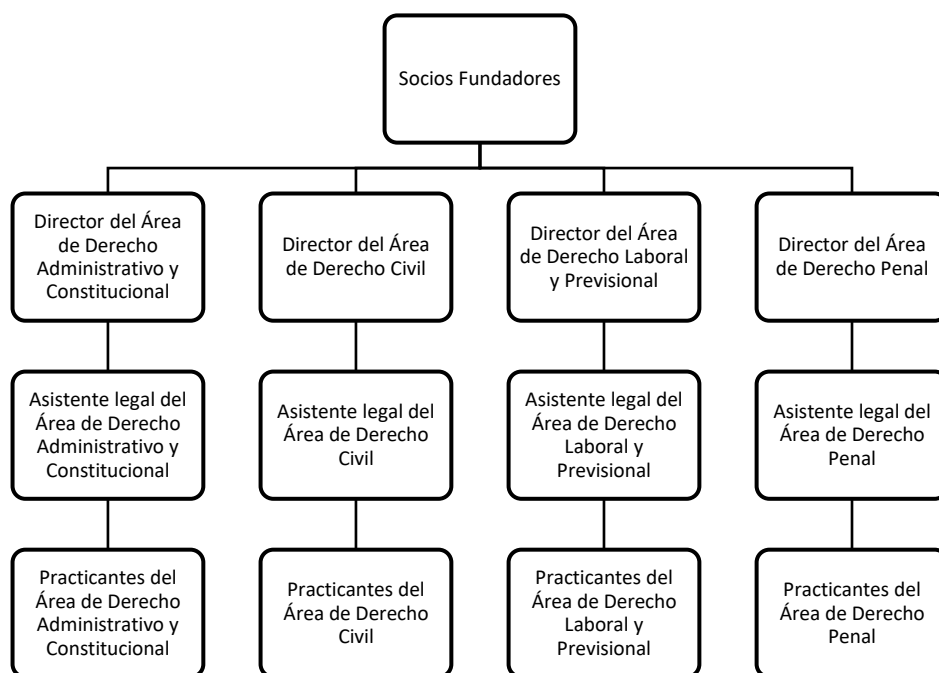 Socios Fundadores
Director del Área
de Derecho
Administrativo y
Constitucional
Director del Área
de Derecho Civil
Director del Área
de Derecho Laboral
y Previsional
Director del Área
de Derecho Penal
Asistente legal del
Área de Derecho
Administrativo y
Constitucional
Asistente legal del
Área de Derecho
Civil
Asistente legal del
Área de Derecho
Laboral y
Previsional
Asistente legal del
Área de Derecho
Penal
Practicantes del
Área de Derecho
Administrativo y
Constitucional
Practicantes del
Área de Derecho
Civil
Practicantes del
Área de Derecho
Laboral y
Previsional
Practicantes del
Área de Derecho
Penal